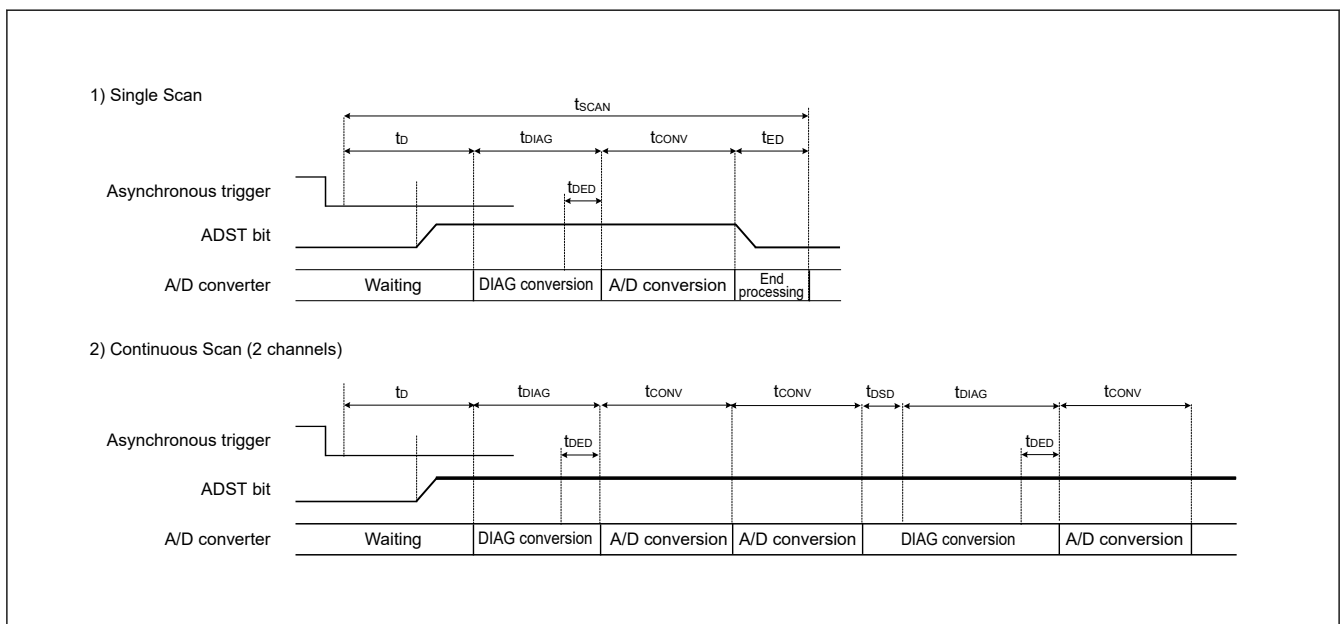 1) Single Scan
tSCAN
tD tDIAG tCONV tED
Asynchronous trigger
tDED
ADST bit
A/D converter Waiting DIAG conversion A/D conversion End processing
2) Continuous Scan (2 channels)
tD tDIAG tCONV tCONV tDSD tDIAG tCONV
Asynchronous trigger
tDED tDED
ADST bit
A/D converter Waiting DIAG conversion A/D conversion A/D conversion DIAG conversion A/D conversion